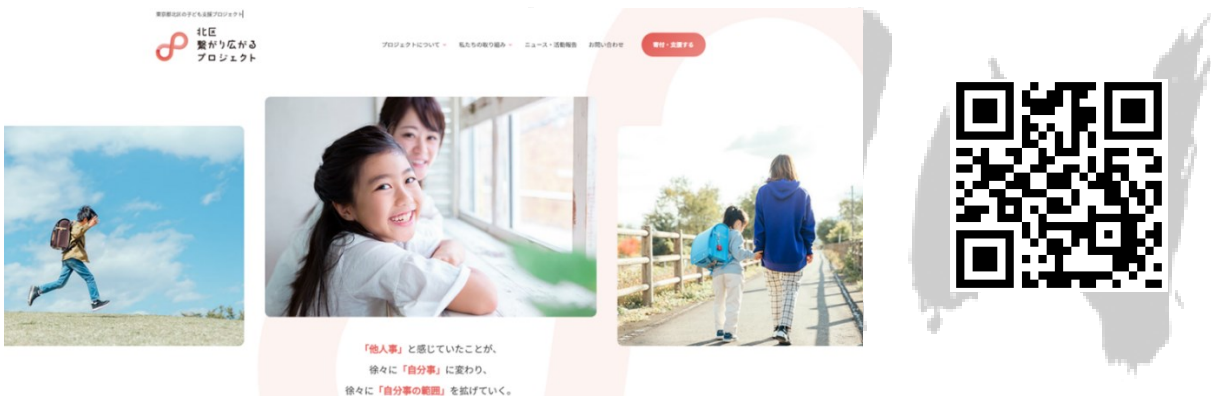 東京都北区の子ども支援プロジェクト
北区
繋がり広がる
プロジェクト
プロジェクトについて
私たちの取り組み
ニュース・活動報告
お問い合わせ
寄付・支援する
「他人事」と感じていたことが、
徐々に「自分事」に変わり、
徐々に「自分事の範囲」を拡げていく。